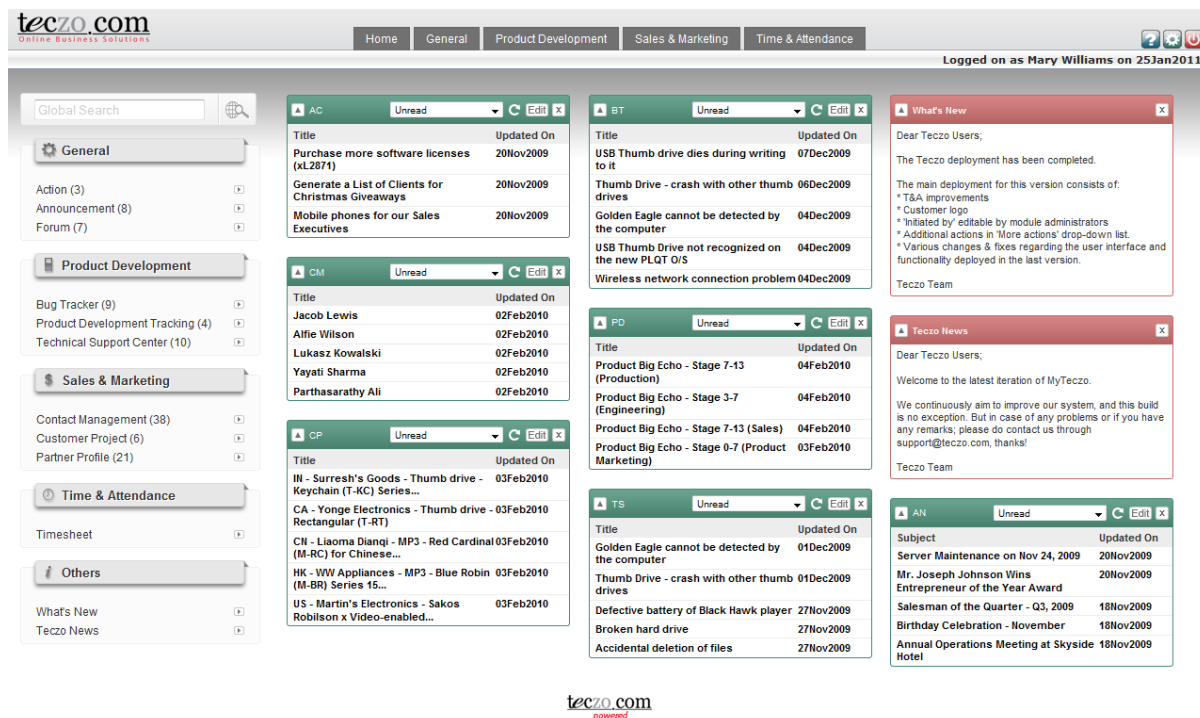 teczo.com
Online Business Solutions
Home
General
Product Development
Sales & Marketing
Time & Attendance
?
Logged on as Mary Williams on 25Jan2011
Global Search
General
Action (3)
Announcement (8)
Forum (7)
Product Development
Bug Tracker (9)
Product Development Tracking (4)
Technical Support Center (10)
$ Sales & Marketing
Contact Management (38)
Customer Project (6)
Partner Profile (21)
Time & Attendance
Timesheet
i Others
What's New
Teczo News
AC Unread Edit X
Title Updated On
Purchase more software licenses 20Nov2009
(xL2871)
Generate a List of Clients for 20Nov2009
Christmas Giveaways
Mobile phones for our Sales 20Nov2009
Executives
CM Unread Edit X
Title Updated On
Jacob Lewis 02Feb2010
Alfie Wilson 02Feb2010
Lukasz Kowalski 02Feb2010
Yayati Sharma 02Feb2010
Parthasarathy Ali 02Feb2010
CP Unread Edit X
Title Updated On
IN - Surresh's Goods - Thumb drive - 03Feb2010
Keychain (T-KC) Series...
CA - Yonge Electronics - Thumb drive - 03Feb2010
Rectangular (T-RT)
CN - Liaoma Dianqi - MP3 - Red Cardinal 03Feb2010
(M-RC) for Chinese...
HK - WW Appliances - MP3 - Blue Robin 03Feb2010
(M-BR) Series 15...
US - Martin's Electronics - Sakos 03Feb2010
Robilson x Video-enabled...
BT Unread Edit X
Title Updated On
USB Thumb drive dies during writing 07Dec2009
to it
Thumb Drive - crash with other thumb 06Dec2009
drives
Golden Eagle cannot be detected by 04Dec2009
the computer
USB Thumb Drive not recognized on 04Dec2009
the new PLQT O/S
Wireless network connection problem 04Dec2009
PD Unread Edit X
Title Updated On
Product Big Echo - Stage 7-13 04Feb2010
(Production)
Product Big Echo - Stage 3-7 04Feb2010
(Engineering)
Product Big Echo - Stage 7-13 (Sales) 04Feb2010
Product Big Echo - Stage 0-7 (Product 03Feb2010
Marketing)
TS Unread Edit X
Title Updated On
Golden Eagle cannot be detected by 01Dec2009
the computer
Thumb Drive - crash with other thumb 01Dec2009
drives
Defective battery of Black Hawk player 27Nov2009
Broken hard drive 27Nov2009
Accidental deletion of files 27Nov2009
What's New X
Dear Teczo Users;
The Teczo deployment has been completed.
The main deployment for this version consists of:
* T&A improvements
* Customer logo
* 'Initiated by' editable by module administrators
* Additional actions in 'More actions' drop-down list.
* Various changes & fixes regarding the user interface and
functionality deployed in the last version.
Teczo Team
Teczo News X
Dear Teczo Users;
Welcome to the latest iteration of MyTeczo.
We continuously aim to improve our system, and this build
is no exception. But in case of any problems or if you have
any remarks; please do contact us through
support@teczo.com, thanks!
Teczo Team
AN Unread Edit X
Subject Updated On
Server Maintenance on Nov 24, 2009 20Nov2009
Mr. Joseph Johnson Wins 20Nov2009
Entrepreneur of the Year Award
Salesman of the Quarter - Q3, 2009 18Nov2009
Birthday Celebration - November 18Nov2009
Annual Operations Meeting at Skyside 18Nov2009
Hotel
teczo.com
powered